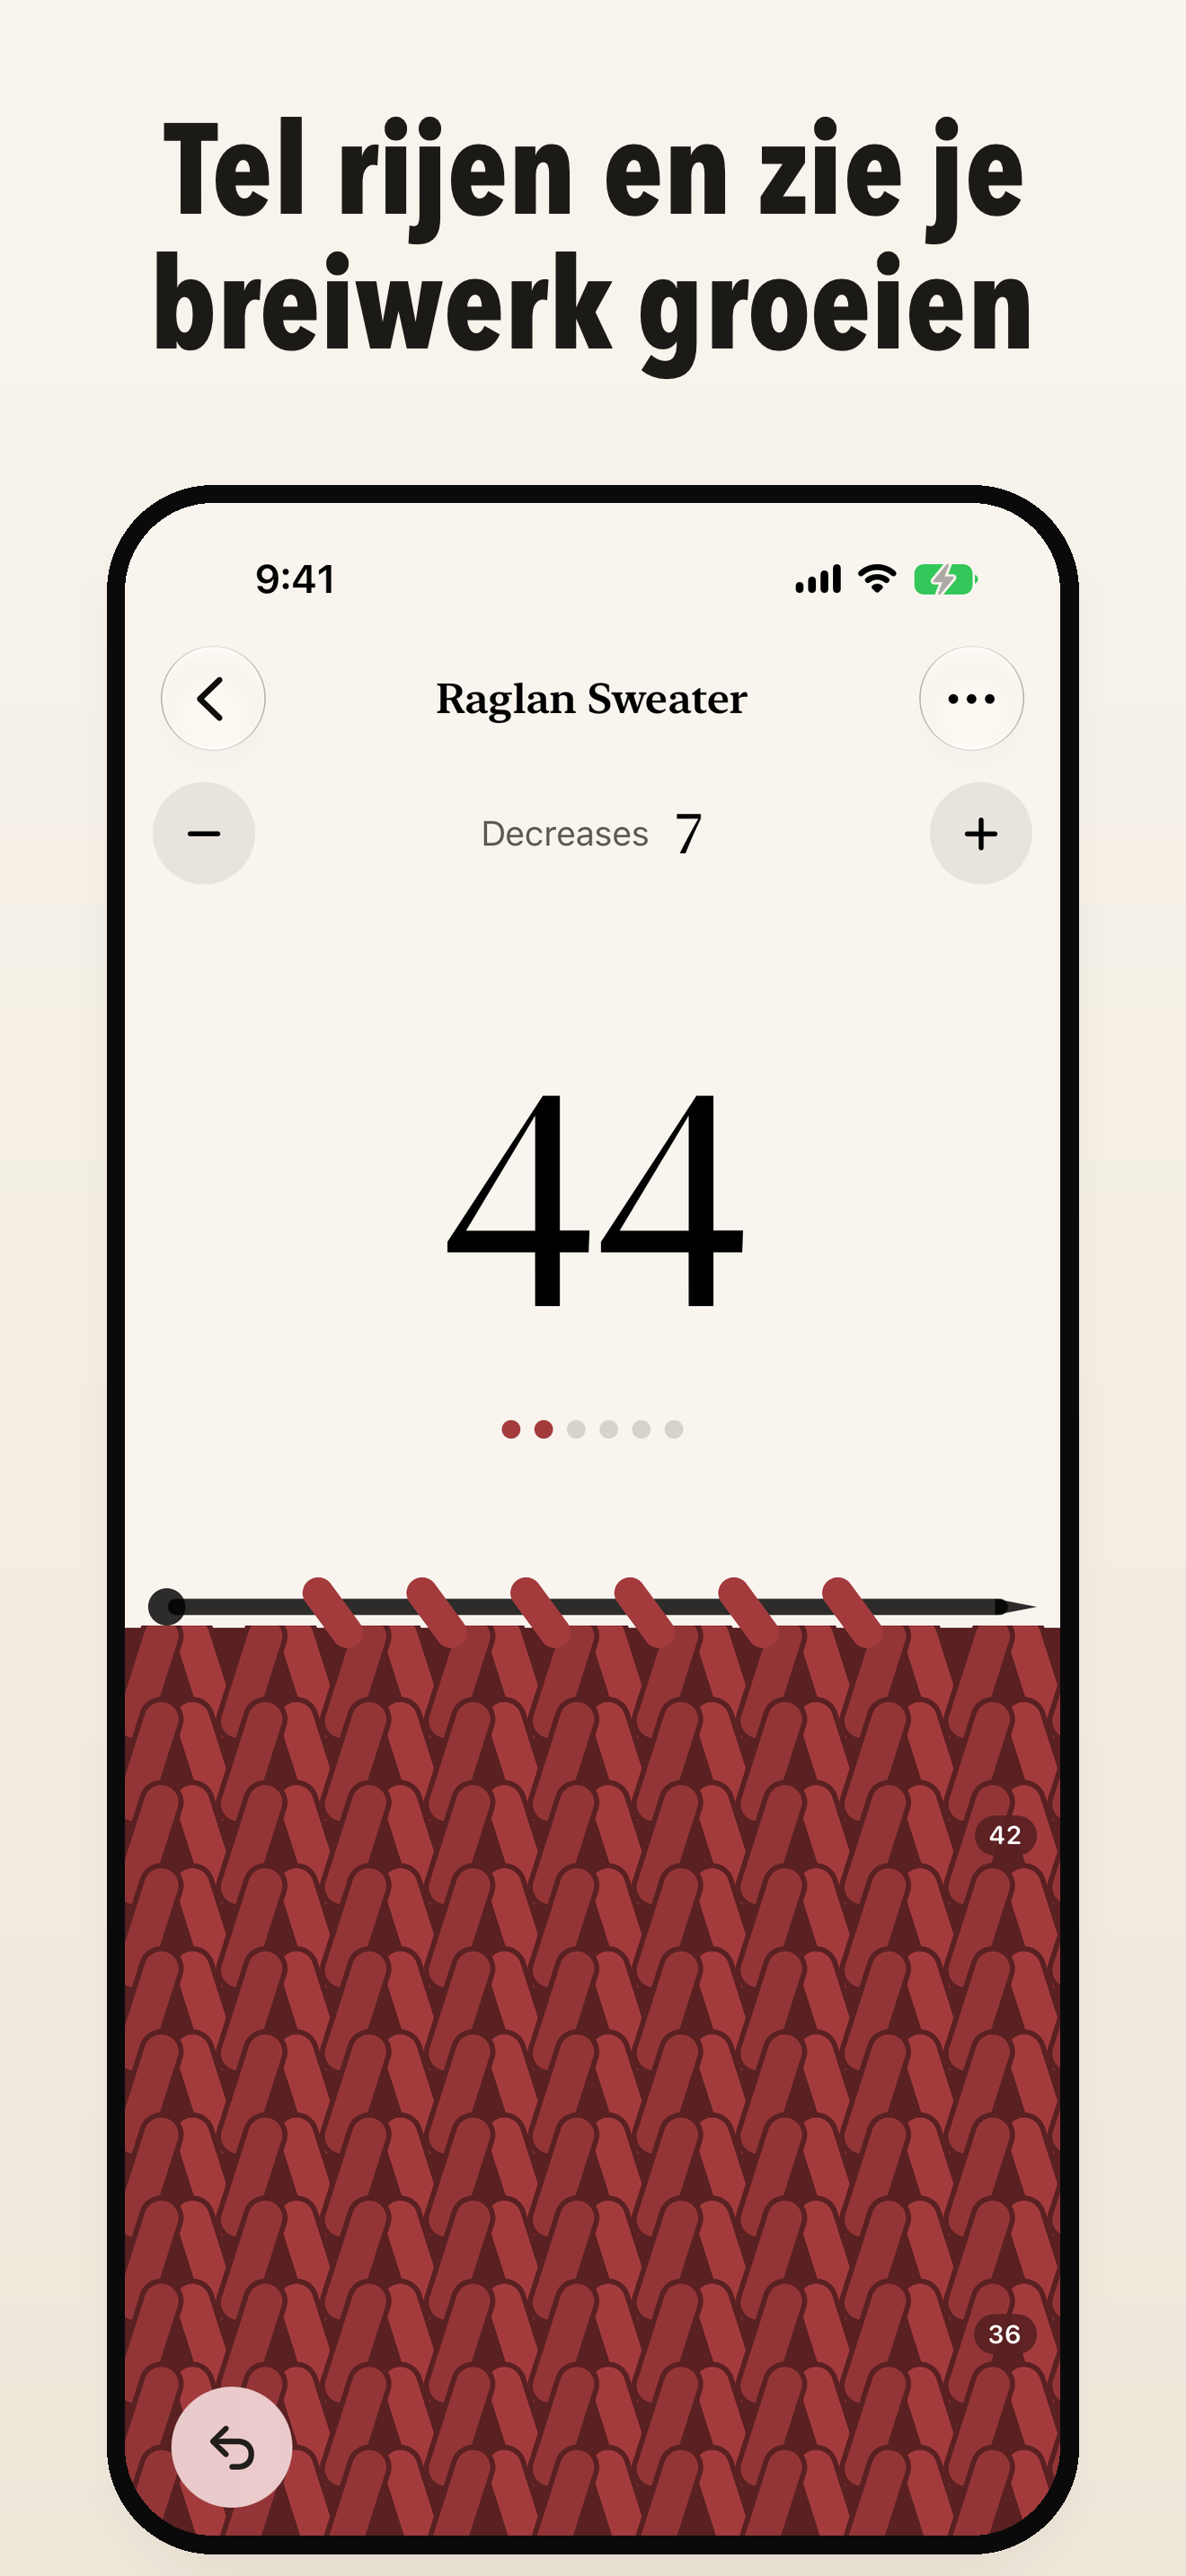 Tel rijen en zie je
breiwerk groeien
9:41
Raglan Sweater
Decreases 7
44
42
36